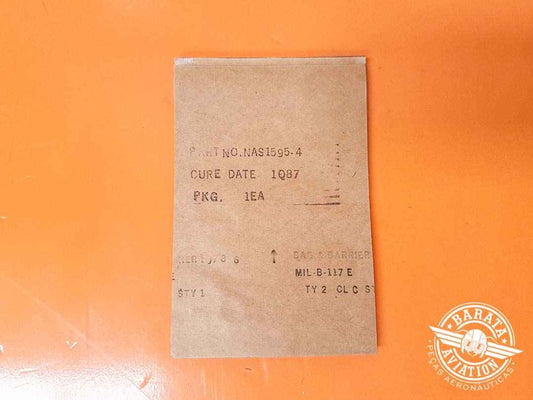 PART NO. NAS1595-4
CURE DATE 1Q87
PKG. 1EA
BAG & BARRIER
MIL-B-117 E
STY 1
TY 2 CL C ST
BARATA
AVIATION
PEÇAS AERONÁUTICAS